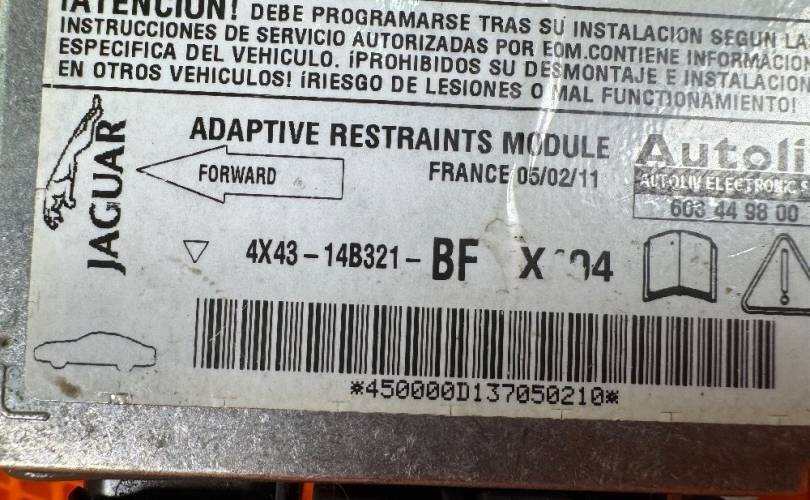 ¡ATENCION! DEBE PROGRAMARSE TRAS SU INSTALACION SEGUN LAS
INSTRUCCIONES DE SERVICIO AUTORIZADAS POR EOM.CONTIENE INFORMACION
ESPECIFICA DEL VEHICULO. ¡PROHIBIDOS SU DESMONTAJE E INSTALACION
EN OTROS VEHICULOS! ¡RIESGO DE LESIONES O MAL FUNCIONAMIENTO!
JAGUAR
ADAPTIVE RESTRAINTS MODULE
FORWARD
FRANCE 05/02/11
Autoli
AUTOLIV ELECTRONIC
603 44 98 00
4X43-14B321-BF
*450000D137050210*